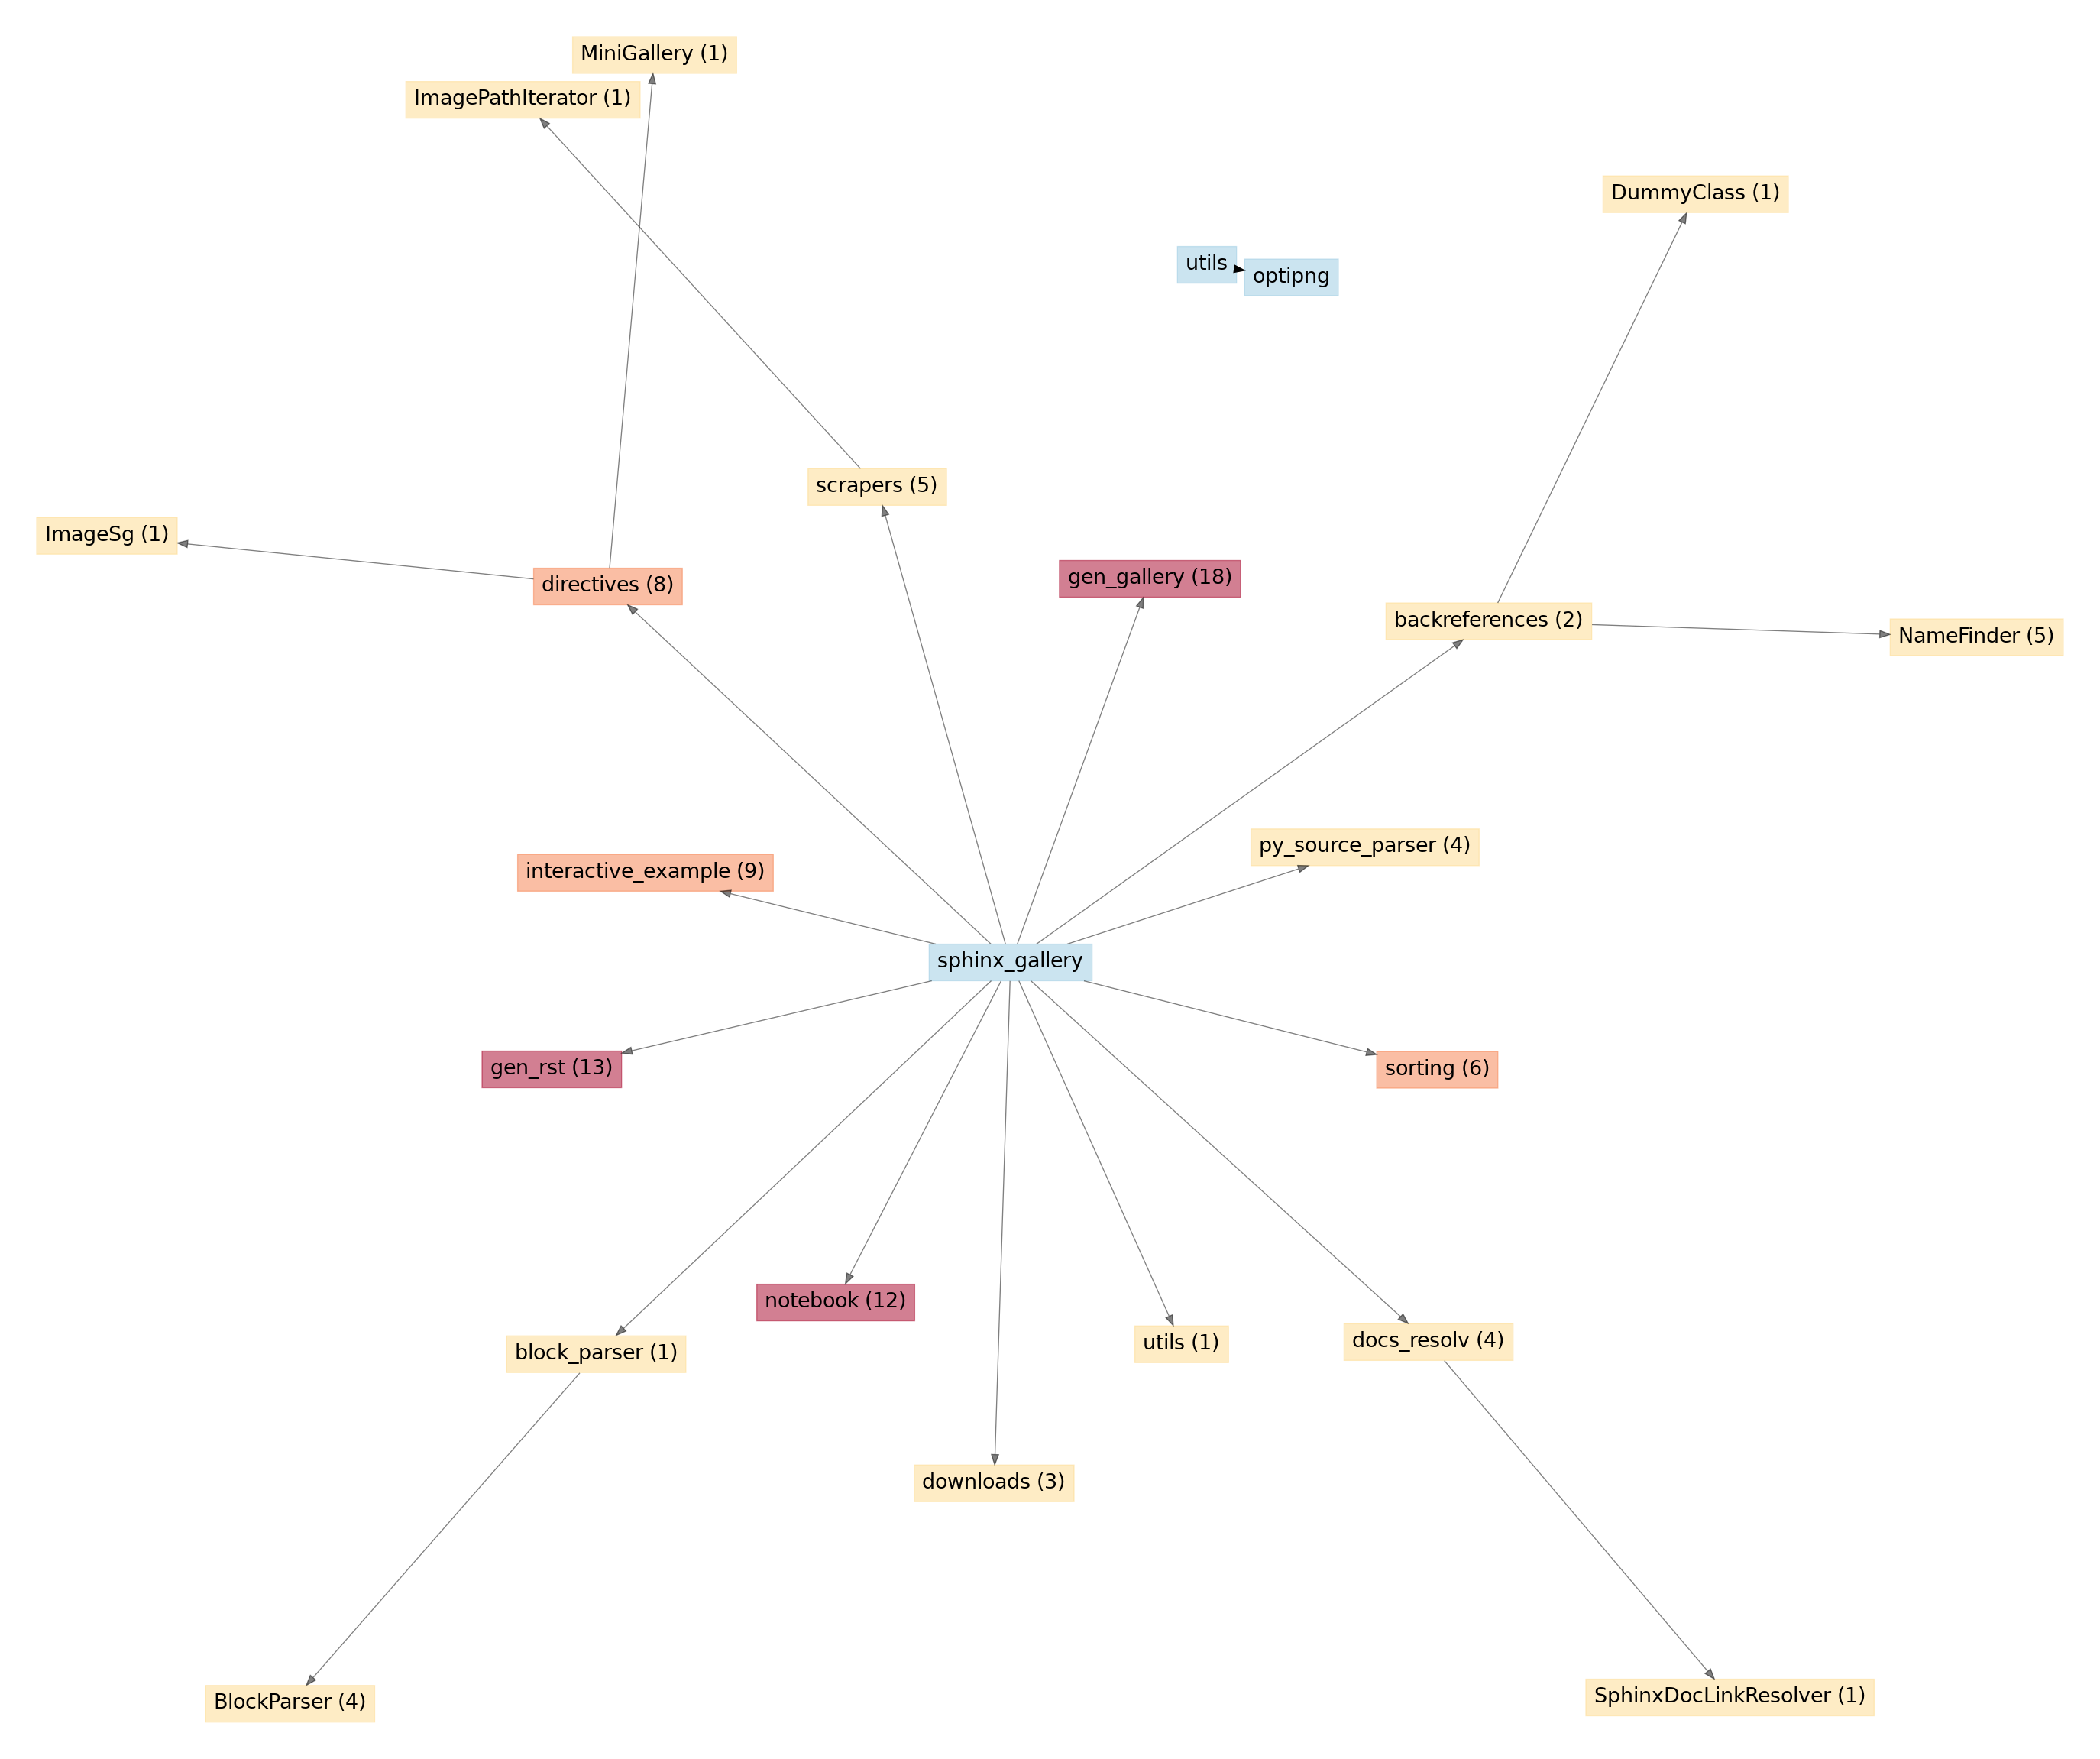 MiniGallery (1)
ImagePathIterator (1)
DummyClass (1)
utils
optipng
scrapers (5)
ImageSg (1)
directives (8)
gen_gallery (18)
backreferences (2)
NameFinder (5)
py_source_parser (4)
interactive_example (9)
sphinx_gallery
gen_rst (13)
sorting (6)
notebook (12)
block_parser (1)
utils (1)
docs_resolv (4)
downloads (3)
BlockParser (4)
SphinxDocLinkResolver (1)